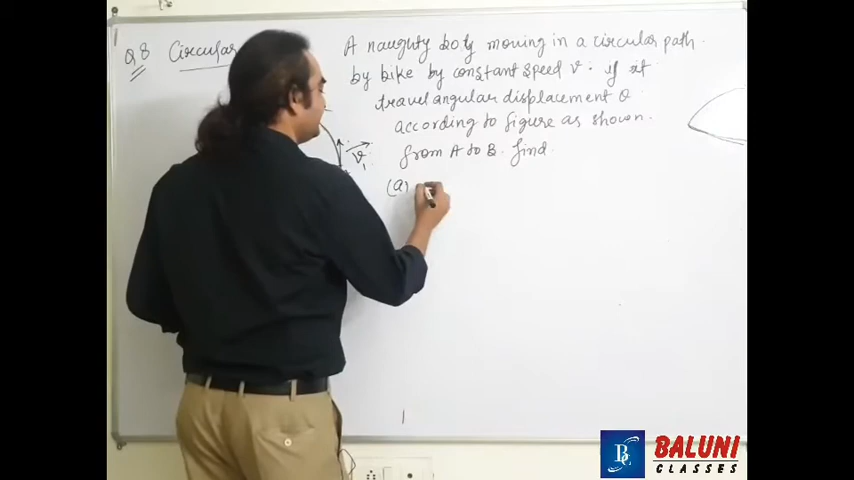 Q8 Circular
A naughty boy moving in a circular path
by bike by constant speed v. if it
travel angular displacement θ
according to figure as shown.
from A to B. find
(a)
v₁
BALUNI
CLASSES